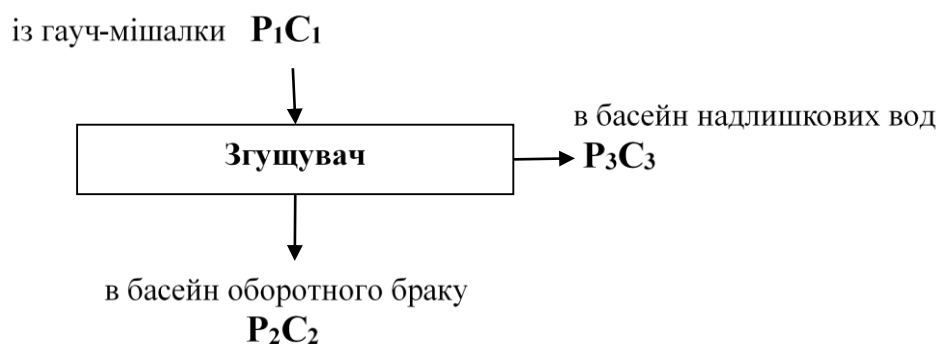 із гауч-мішалки P₁C₁
в басейн надлишкових вод
Згущувач
P₃C₃
в басейн оборотного браку
P₂C₂